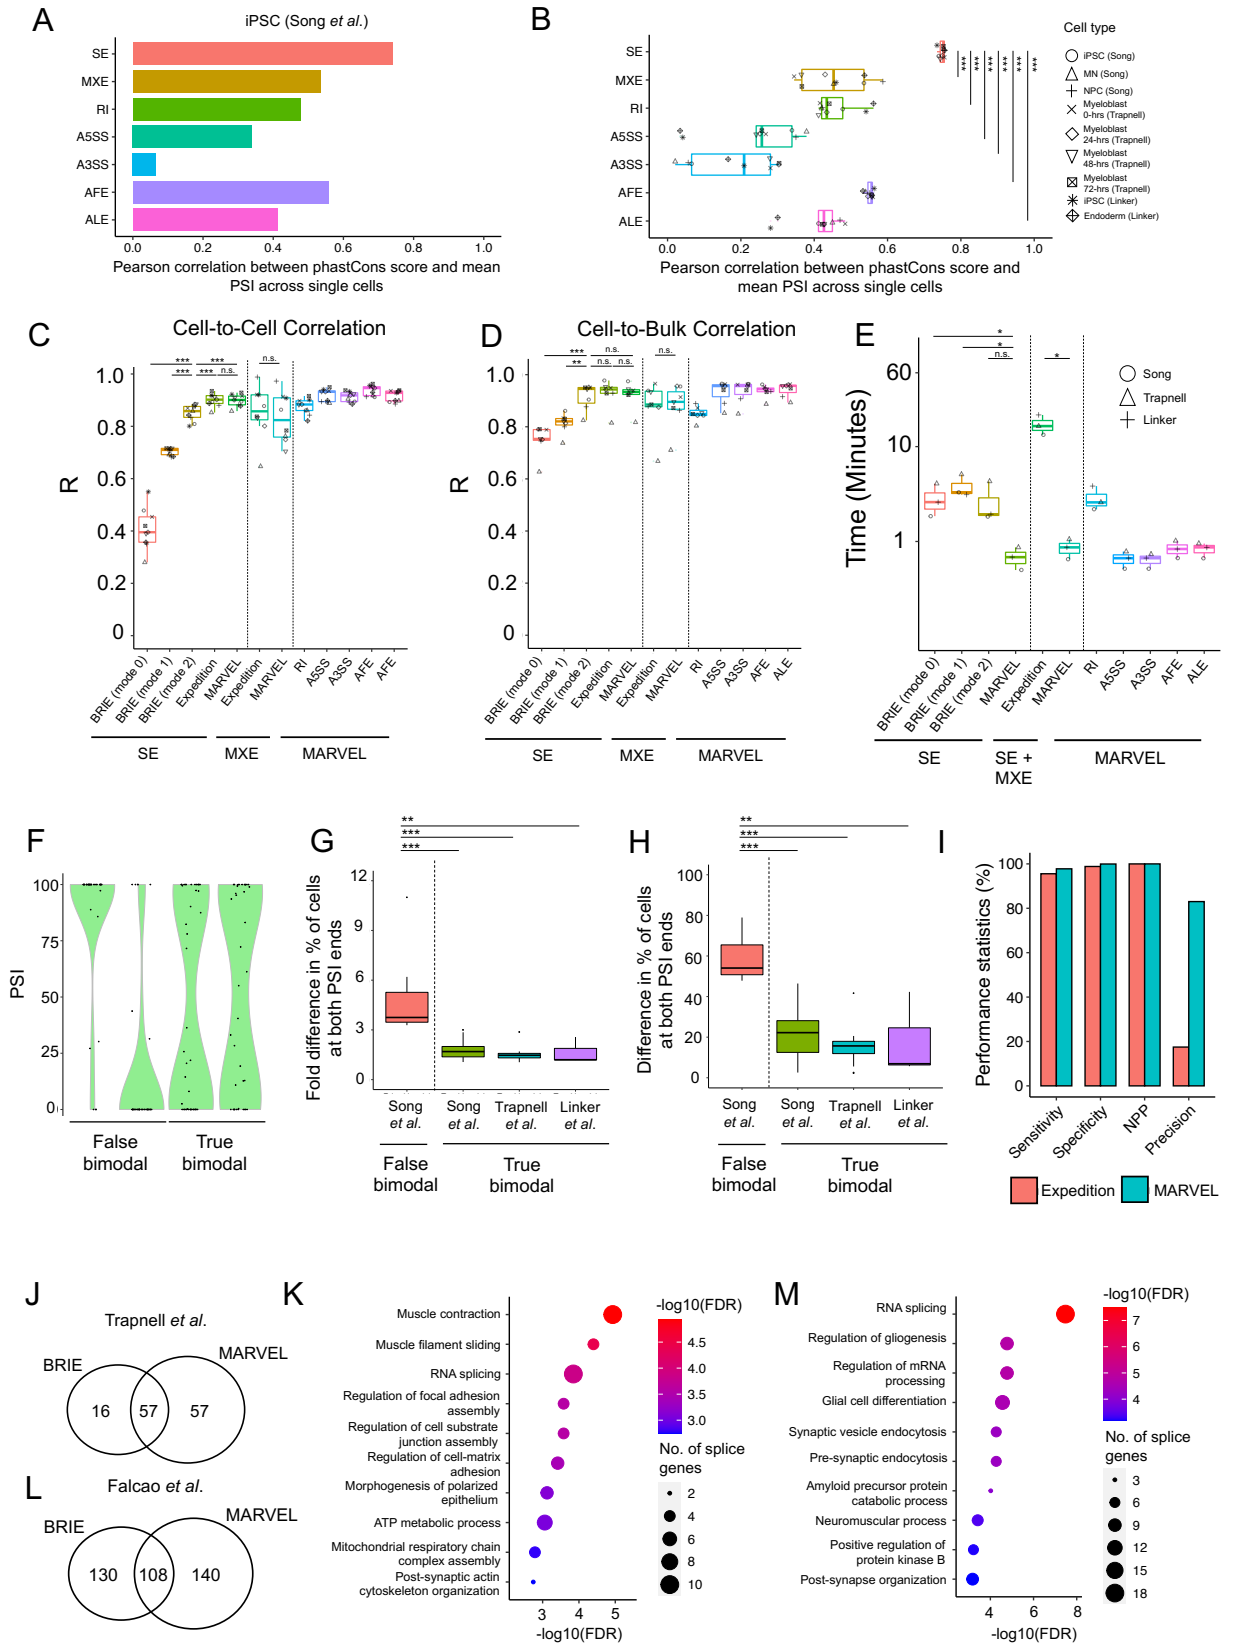 A
iPSC (Song et al.)
SE
MXE
RI
A5SS
A3SS
AFE
ALE
0.0
0.2
0.4
0.6
0.8
1.0
Pearson correlation between phastCons score and mean
PSI across single cells
B
SE
MXE
RI
A5SS
A3SS
AFE
ALE
***
***
***
***
***
***
0.0
0.2
0.4
0.6
0.8
1.0
Pearson correlation between phastCons score and
mean PSI across single cells
Cell type
iPSC (Song)
MN (Song)
NPC (Song)
Myeloblast
0-hrs (Trapnell)
Myeloblast
24-hrs (Trapnell)
Myeloblast
48-hrs (Trapnell)
Myeloblast
72-hrs (Trapnell)
iPSC (Linker)
Endoderm (Linker)
C
Cell-to-Cell Correlation
*** *** n.s.
*** *** n.s.
R
1.0
0.8
0.6
0.4
0.2
0
BRIE (mode 0)
BRIE (mode 1)
BRIE (mode 2)
Expedition
MARVEL
Expedition
MARVEL
RI
A5SS
A3SS
AFE
AFE
SE
MXE
MARVEL
D
Cell-to-Bulk Correlation
*** n.s. n.s.
** n.s. n.s.
R
1.0
0.8
0.6
0.4
0.2
0
BRIE (mode 0)
BRIE (mode 1)
BRIE (mode 2)
Expedition
MARVEL
Expedition
MARVEL
RI
A5SS
A3SS
AFE
ALE
SE
MXE
MARVEL
E
*
*
n.s. *
Time (Minutes)
60
10
1
Song
Trapnell
Linker
BRIE (mode 0)
BRIE (mode 1)
BRIE (mode 2)
MARVEL
Expedition
MARVEL
RI
A5SS
A3SS
AFE
ALE
SE
SE +
MXE
MARVEL
F
PSI
100
75
50
25
0
False
bimodal
True
bimodal
G
**
***
***
Fold difference in % of cells
at both PSI ends
12
9
6
3
0
Song
et al.
Song
et al.
Trapnell
et al.
Linker
et al.
False
bimodal
True
bimodal
H
**
***
***
Difference in % of cells
at both PSI ends
100
80
60
40
20
0
Song
et al.
Song
et al.
Trapnell
et al.
Linker
et al.
False
bimodal
True
bimodal
I
Performance statistics (%)
100
80
60
40
20
0
Sensitivity
Specificity
NPP
Precision
Expedition
MARVEL
J
Trapnell et al.
BRIE
MARVEL
16
57
57
L
Falcao et al.
BRIE
MARVEL
130
108
140
K
Muscle contraction
Muscle filament sliding
RNA splicing
Regulation of focal adhesion
assembly
Regulation of cell substrate
junction assembly
Regulation of cell-matrix
adhesion
Morphogenesis of polarized
epithelium
ATP metabolic process
Mitochondrial respiratory chain
complex assembly
Post-synaptic actin
cytoskeleton organization
3
4
5
-log10(FDR)
-log10(FDR)
4.5
4.0
3.5
3.0
No. of splice
genes
2
4
6
8
10
M
RNA splicing
Regulation of gliogenesis
Regulation of mRNA
processing
Glial cell differentiation
Synaptic vesicle endocytosis
Pre-synaptic endocytosis
Amyloid precursor protein
catabolic process
Neuromuscular process
Positive regulation of
protein kinase B
Post-synapse organization
4
6
8
-log10(FDR)
-log10(FDR)
7
6
5
4
No. of splice
genes
3
6
9
12
15
18